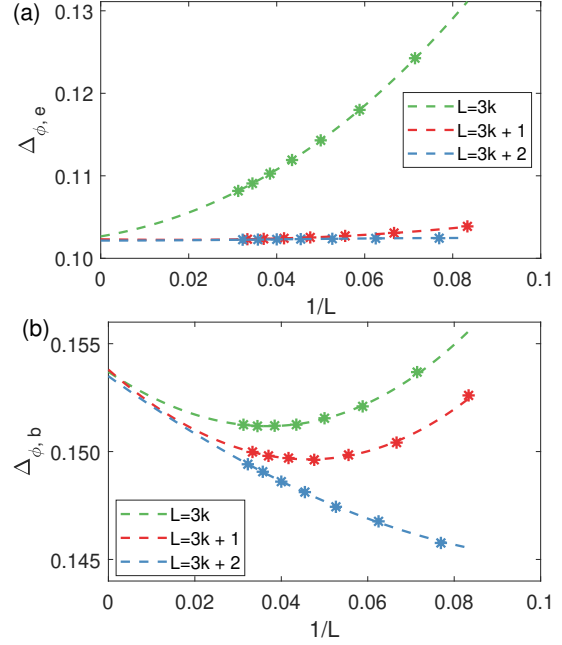 (a)
0.13
0.12
0.11
0.10
Δϕ, e
L=3k
L=3k + 1
L=3k + 2
0 0.02 0.04 0.06 0.08 0.1
1/L
(b)
0.155
0.150
0.145
Δϕ, b
L=3k
L=3k + 1
L=3k + 2
0 0.02 0.04 0.06 0.08 0.1
1/L